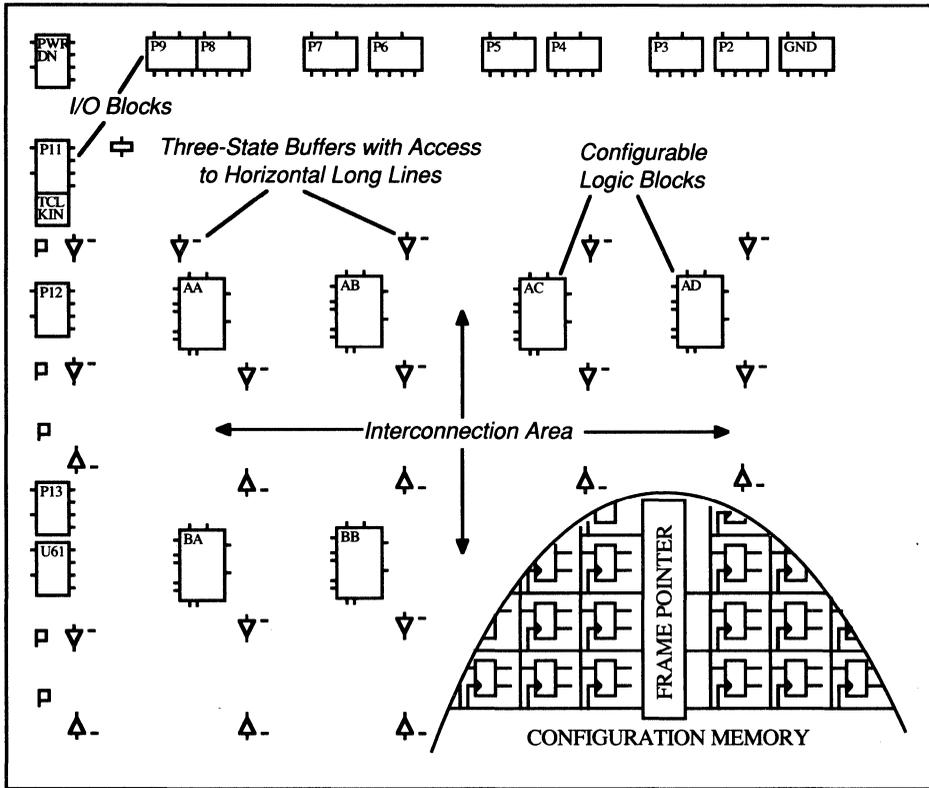 PWR
DN
P9
P8
P7
P6
P5
P4
P3
P2
GND
I/O Blocks
P11
TCL
KIN
Three-State Buffers with Access
to Horizontal Long Lines
Configurable
Logic Blocks
P12
AA
AB
AC
AD
Interconnection Area
P13
U61
BA
BB
FRAME POINTER
CONFIGURATION MEMORY